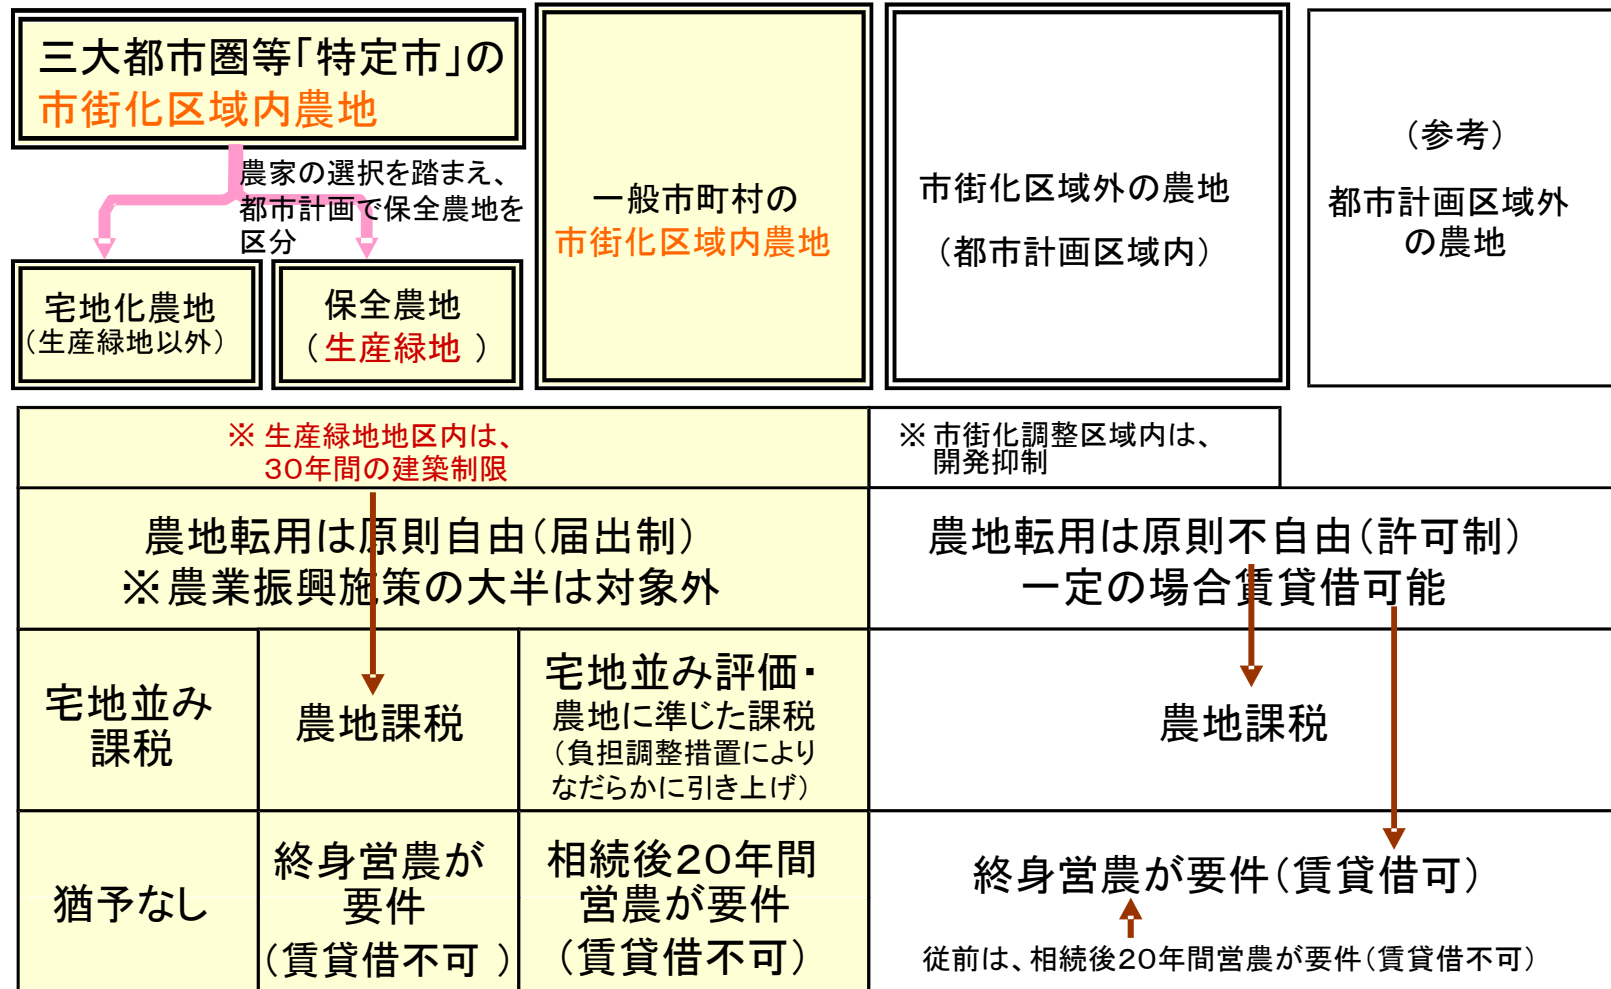 三大都市圏等「特定市」の
市街化区域内農地
農家の選択を踏まえ、
都市計画で保全農地を
区分
宅地化農地
(生産緑地以外)
保全農地
(生産緑地 )
一般市町村の
市街化区域内農地
市街化区域外の農地
(都市計画区域内)
(参考)
都市計画区域外
の農地
※ 生産緑地地区内は、
30年間の建築制限
※ 市街化調整区域内は、
開発抑制
農地転用は原則自由(届出制)
※農業振興施策の大半は対象外
農地転用は原則不自由(許可制)
一定の場合賃貸借可能
宅地並み
課税
農地課税
宅地並み評価・
農地に準じた課税
(負担調整措置により
なだらかに引き上げ)
農地課税
猶予なし
終身営農が
要件
(賃貸借不可 )
相続後20年間
営農が要件
(賃貸借不可)
終身営農が要件(賃貸借可)
従前は、相続後20年間営農が要件(賃貸借不可)